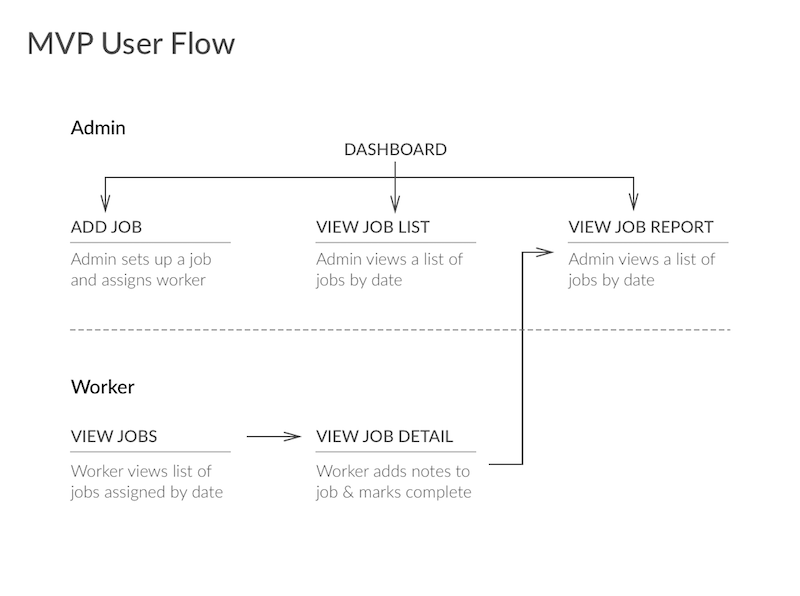 MVP User Flow
Admin
DASHBOARD
ADD JOB
Admin sets up a job
and assigns worker
VIEW JOB LIST
Admin views a list of
jobs by date
VIEW JOB REPORT
Admin views a list of
jobs by date
Worker
VIEW JOBS
Worker views list of
jobs assigned by date
VIEW JOB DETAIL
Worker adds notes to
job & marks complete